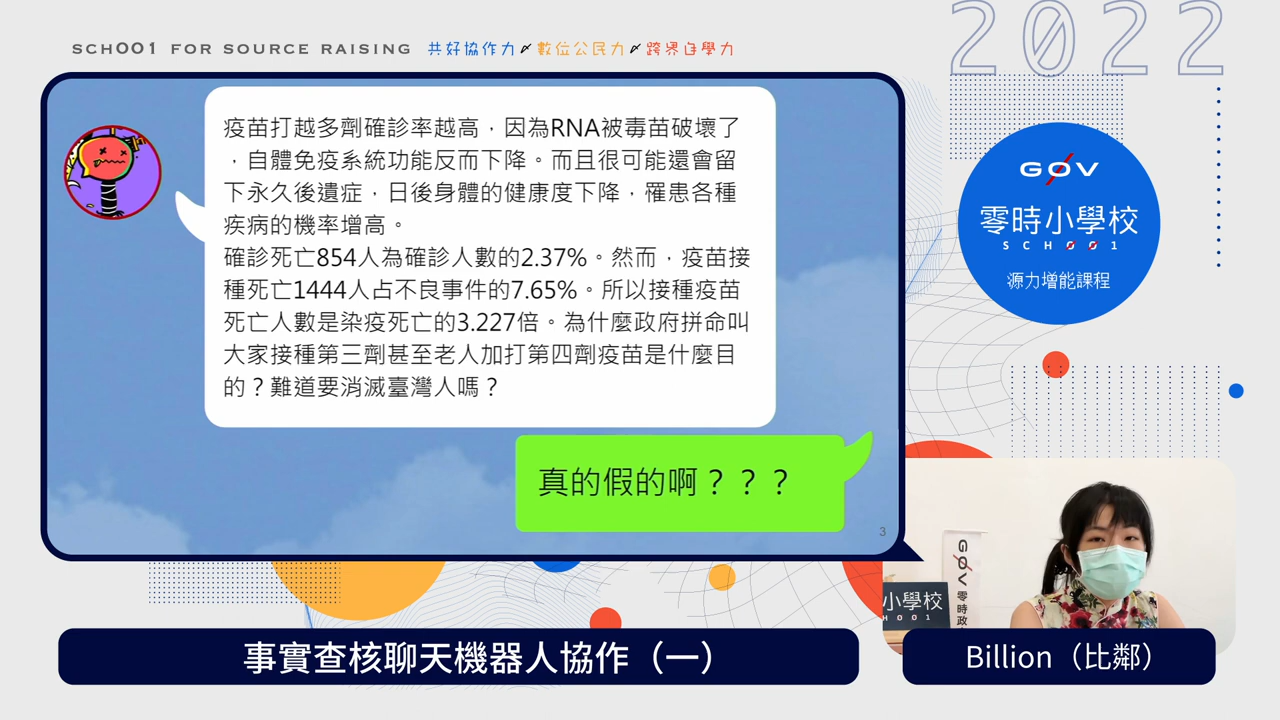 SCHOO1 FOR SOURCE RAISING 共好協作力 數位公民力 跨界自學力
2022
疫苗打越多劑確診率越高，因為RNA被毒苗破壞了
，自體免疫系統功能反而下降。而且很可能還會留
下永久後遺症，日後身體的健康度下降，罹患各種
疾病的機率增高。
確診死亡854人為確診人數的2.37%。然而，疫苗接
種死亡1444人占不良事件的7.65%。所以接種疫苗
死亡人數是染疫死亡的3.227倍。為什麼政府拼命叫
大家接種第三劑甚至老人加打第四劑疫苗是什麼目
的？難道要消滅臺灣人嗎？
真的假的啊？？？
3
G0V
零時小學校
SCH001
源力增能課程
G0V 零時政
小學校
H001
事實查核聊天機器人協作（一）
Billion（比鄰）